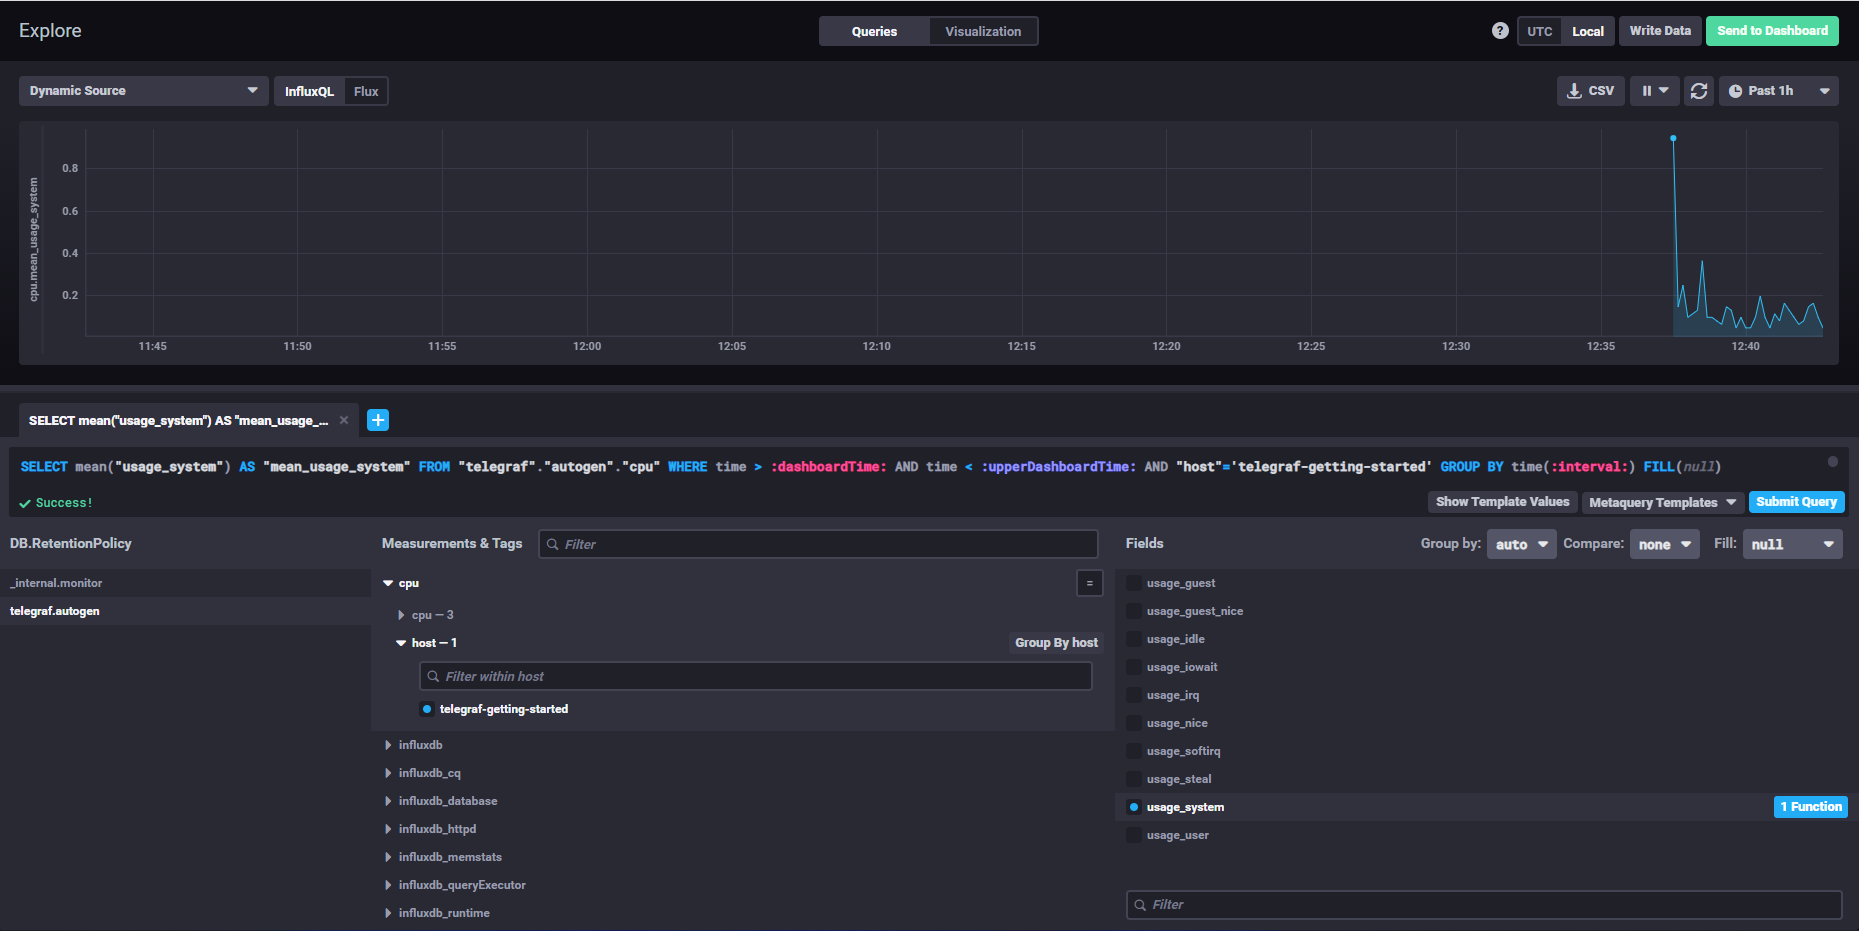 Explore
Queries Visualization
? UTC Local Write Data Send to Dashboard
Dynamic Source InfluxQL Flux
CSV Past 1h
cpu.mean_usage_system
0.8
0.6
0.4
0.2
11:45 11:50 11:55 12:00 12:05 12:10 12:15 12:20 12:25 12:30 12:35 12:40
SELECT mean("usage_system") AS "mean_usage_... × +
SELECT mean("usage_system") AS "mean_usage_system" FROM "telegraf"."autogen"."cpu" WHERE time > :dashboardTime: AND time < :upperDashboardTime: AND "host"='telegraf-getting-started' GROUP BY time(:interval:) FILL(null)
Success!
Show Template Values Metaquery Templates Submit Query
DB.RetentionPolicy
_internal.monitor
telegraf.autogen
Measurements & Tags Filter
cpu =
cpu — 3
host — 1 Group By host
Filter within host
telegraf-getting-started
influxdb
influxdb_cq
influxdb_database
influxdb_httpd
influxdb_memstats
influxdb_queryExecutor
influxdb_runtime
Fields Group by: auto Compare: none Fill: null
usage_guest
usage_guest_nice
usage_idle
usage_iowait
usage_irq
usage_nice
usage_softirq
usage_steal
usage_system 1 Function
usage_user
Filter